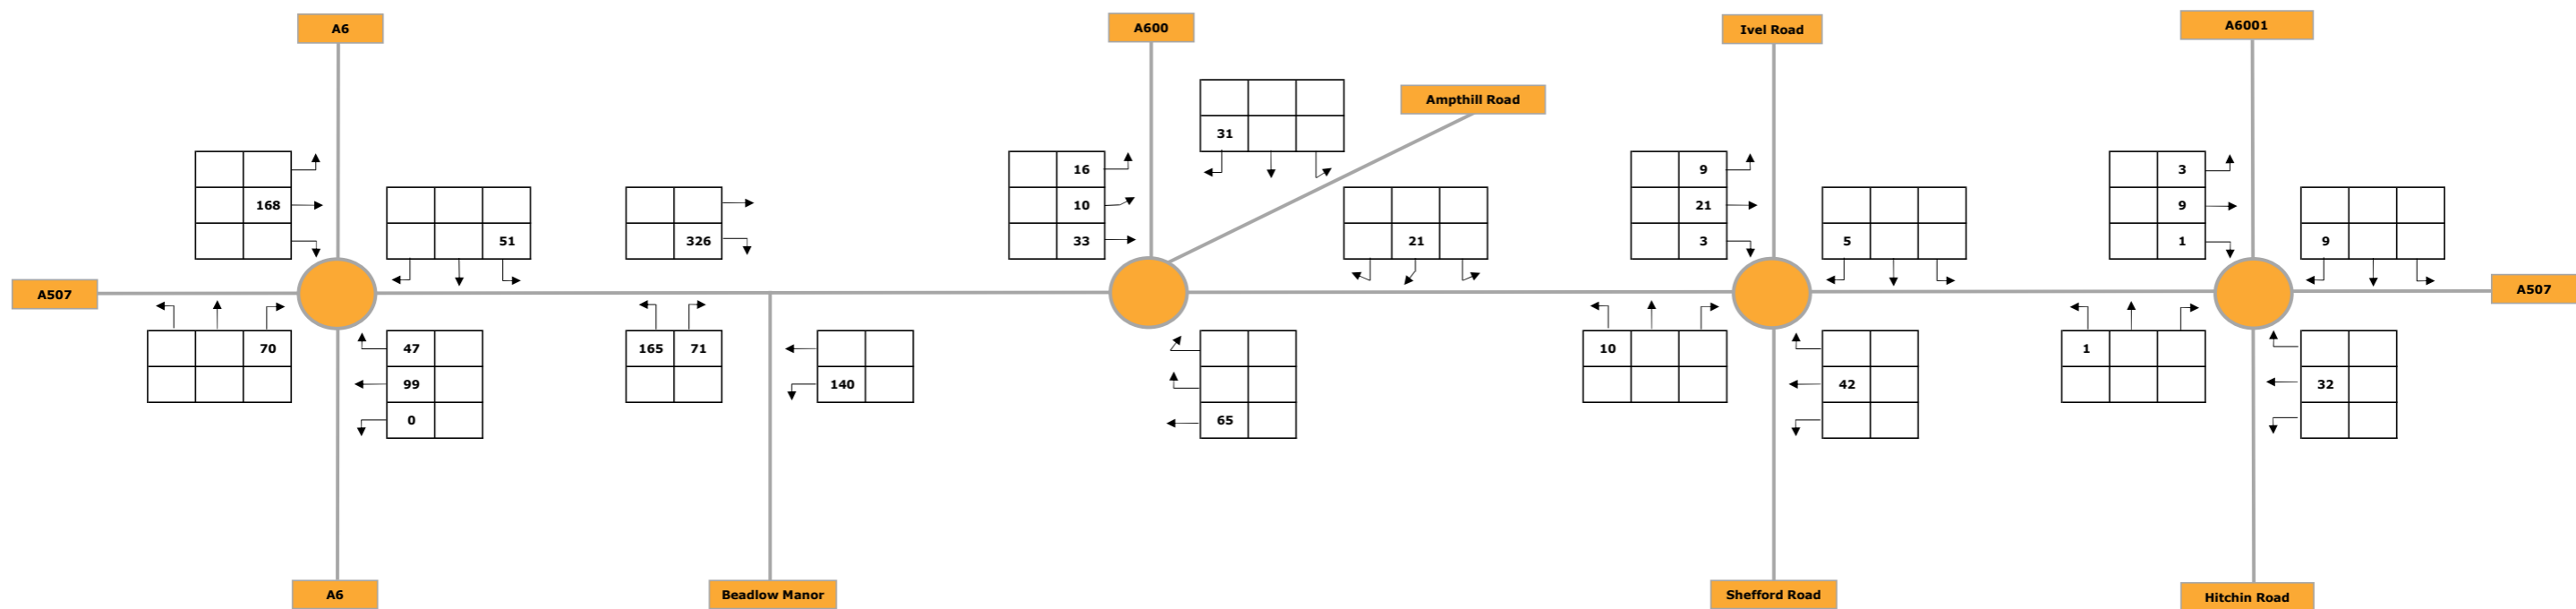 A6 A600 Ivel Road A6001
Ampthill Road
31
16 9 3
168 10 21 9
51 326 33 21 3 5 1 9
A507 A507
70 47 165 71 10 1
99 140 42 32
0 65
A6 Beadlow Manor Shefford Road Hitchin Road